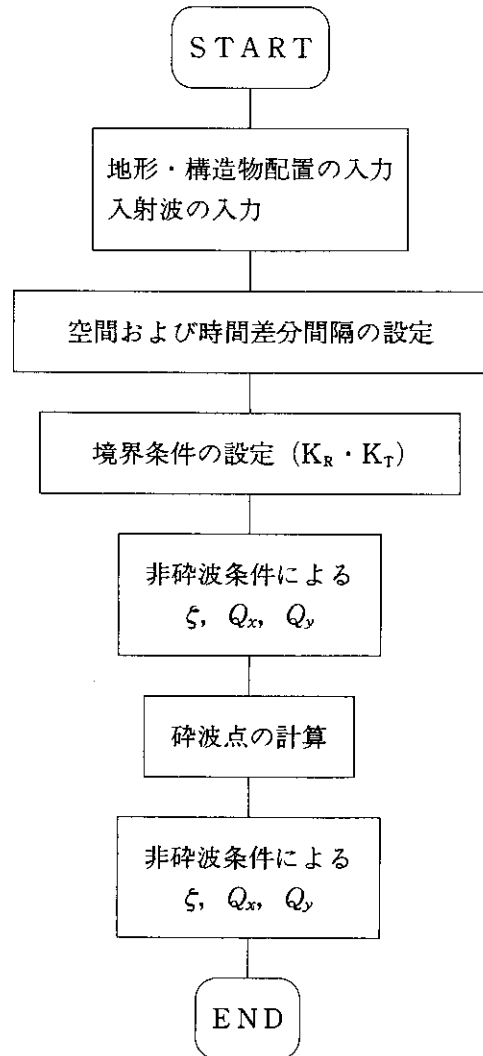 START
地形・構造物配置の入力
入射波の入力
空間および時間差分間隔の設定
境界条件の設定 (K_R・K_T)
非砕波条件による
ξ, Q_x, Q_y
砕波点の計算
非砕波条件による
ξ, Q_x, Q_y
END